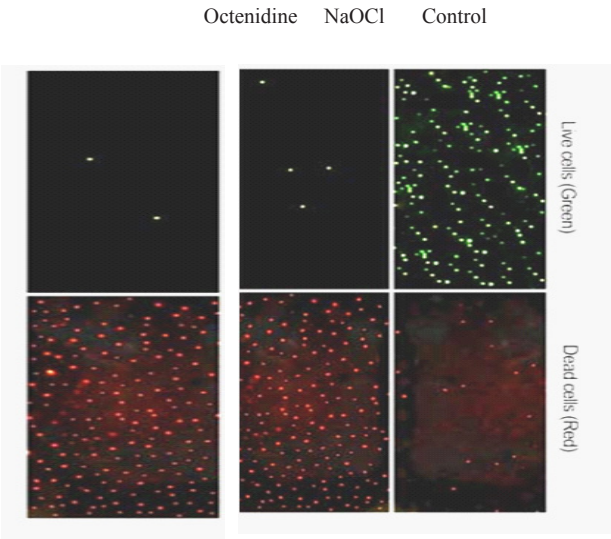 Octenidine NaOCl Control
Live cells (Green)
Dead cells (Red)